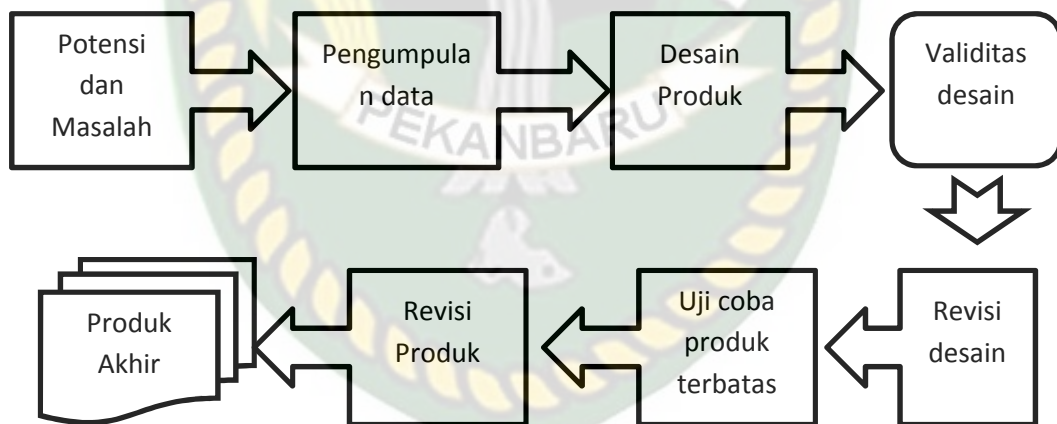 Potensi
dan
Masalah
Pengumpula
n data
Desain
Produk
Validitas
desain
PEKANBARU
Revisi
desain
Uji coba
produk
terbatas
Revisi
Produk
Produk
Akhir